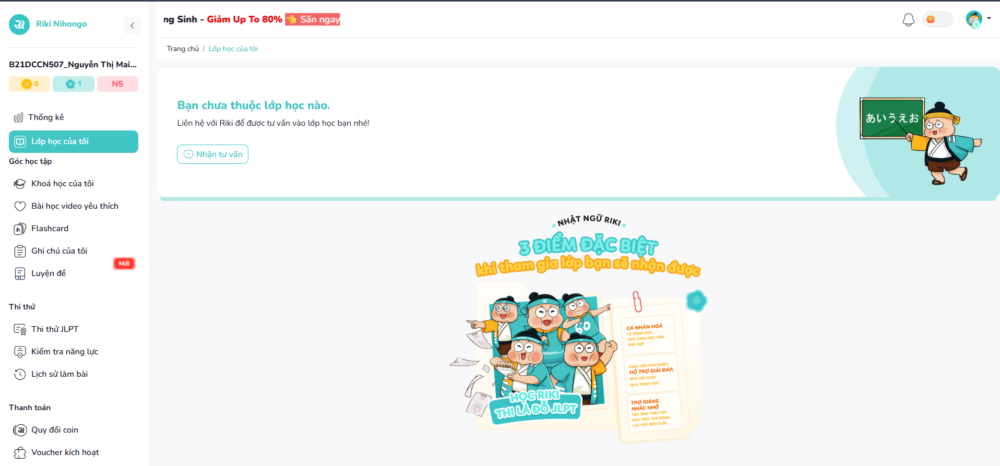 Riki Nihongo
ng Sinh - Giảm Up To 80% 👉 Săn ngay
Trang chủ / Lớp học của tôi
B21DCCN507_Nguyễn Thị Mai...
0
1
N5
Thống kê
Lớp học của tôi
Góc học tập
Khoá học của tôi
Bài học video yêu thích
Flashcard
Ghi chú của tôi
Mới
Luyện đề
Thi thử
Thi thử JLPT
Kiểm tra năng lực
Lịch sử làm bài
Thanh toán
Quy đổi coin
Voucher kích hoạt
Bạn chưa thuộc lớp học nào.
Liên hệ với Riki để được tư vấn vào lớp học bạn nhé!
Nhận tư vấn
あいうえお
NHẬT NGỮ RIKI
3 ĐIỂM ĐẶC BIỆT
khi tham gia lớp bạn sẽ nhận được
60
HỌC RIKI
THI LÀ ĐỖ JLPT
CÁ NHÂN HOÁ
LỘ TRÌNH HỌC
CHO TỪNG HỌC VIÊN
PHÙ HỢP
GIÁO VIÊN CHỦ NHIỆM
HỖ TRỢ GIẢI ĐÁP,
KÈM CẶP SUỐT
QUÁ TRÌNH HỌC.
TRỢ GIẢNG
NHẮC NHỞ
TẬN TÌNH THEO SÁT
MỤC TIÊU, TẠO ĐỘNG
LỰC HỌC ĐẾN CUỐI.